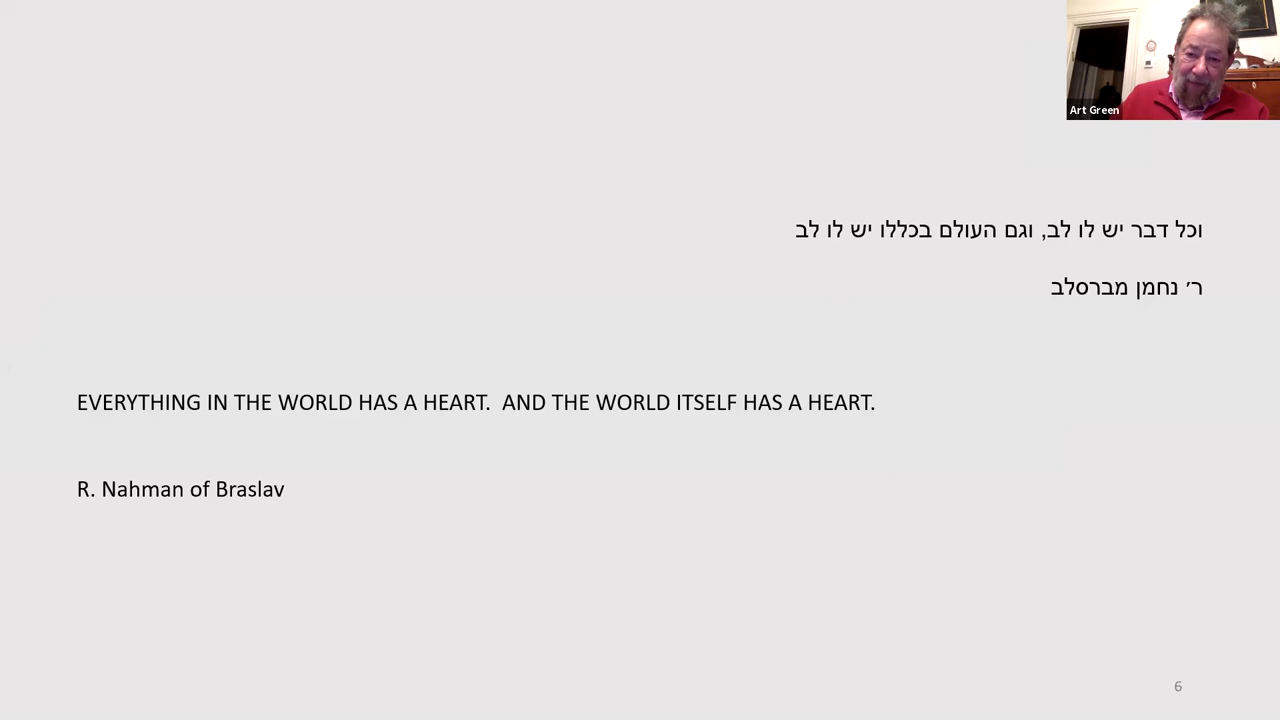 Art Green
וכל דבר יש לו לב, וגם העולם בכללו יש לו לב
ר׳ נחמן מברסלב
EVERYTHING IN THE WORLD HAS A HEART.  AND THE WORLD ITSELF HAS A HEART.
R. Nahman of Braslav
6